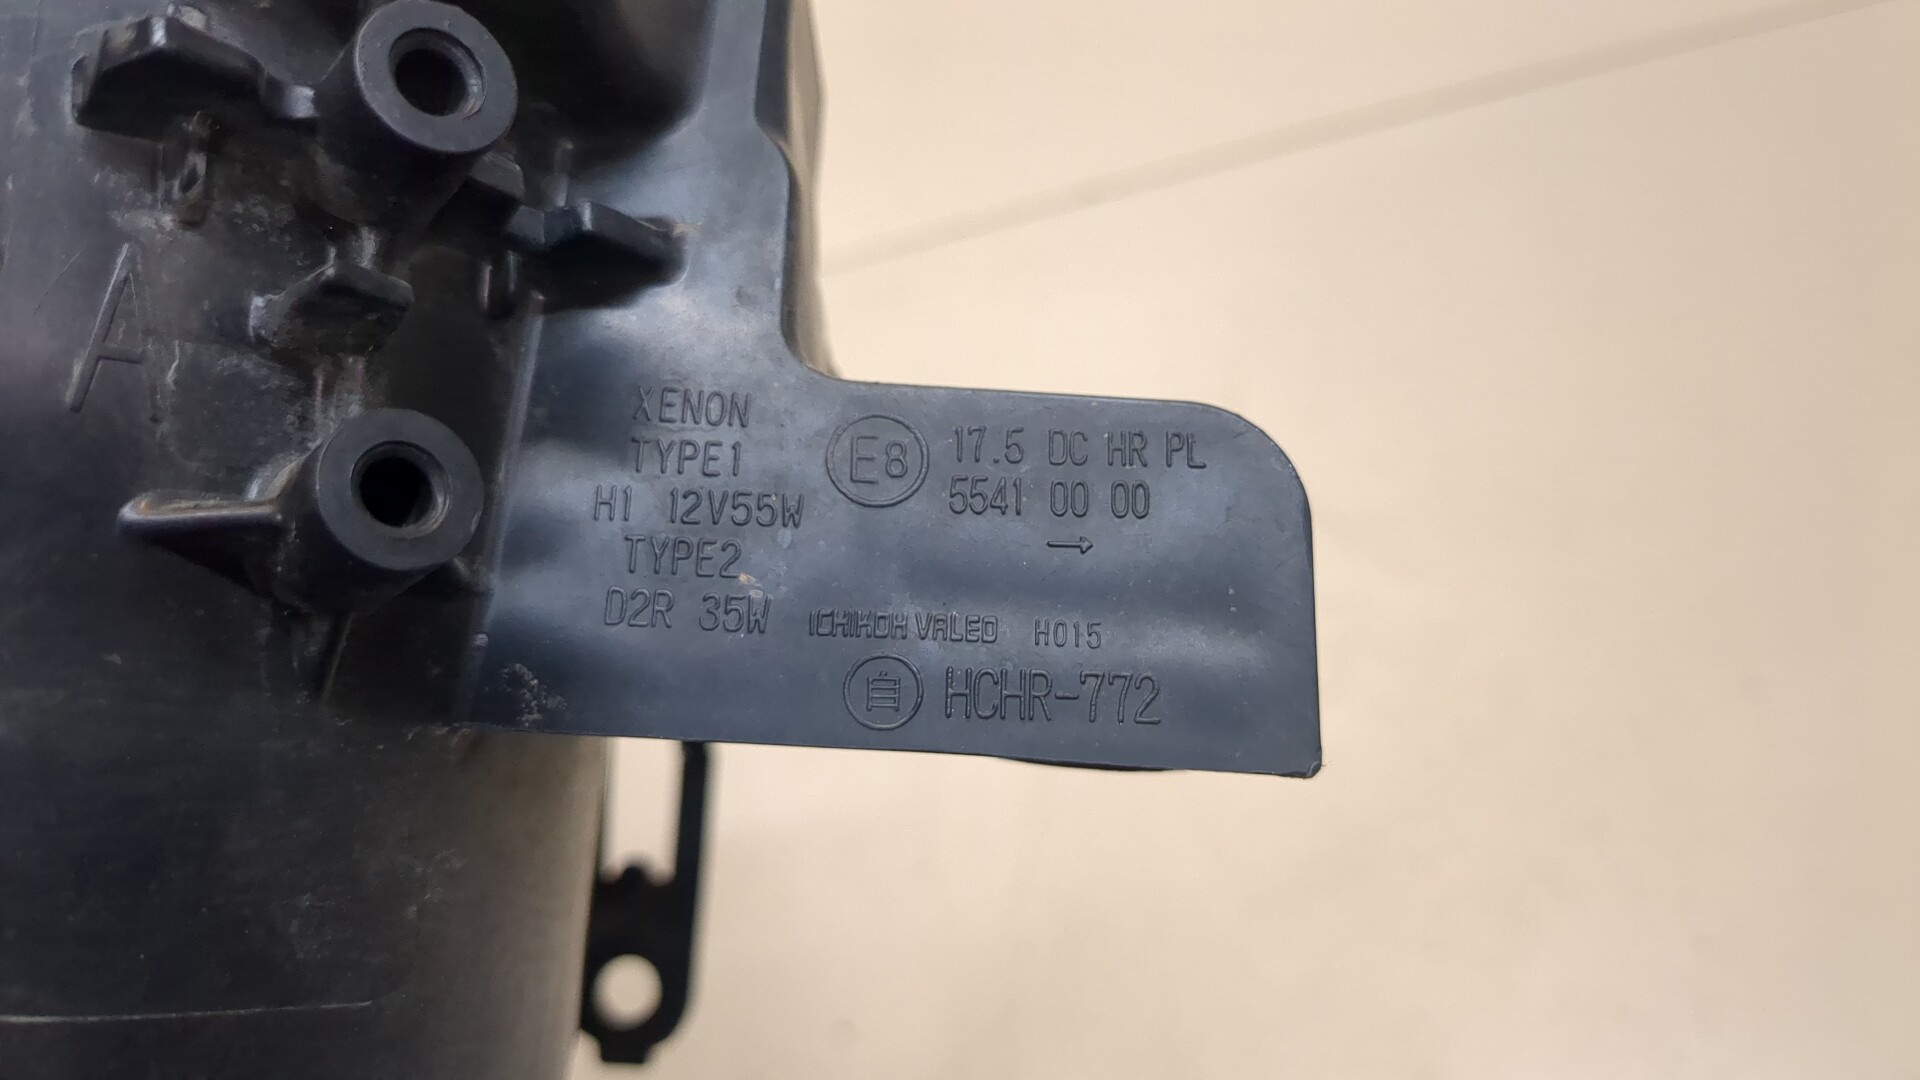 A
XENON
TYPE1
H1 12V55W
TYPE2
D2R 35W
E8
17.5 DC HR PL
5541 00 00
→
ICHIKOH VALEO H015
HCHR-772